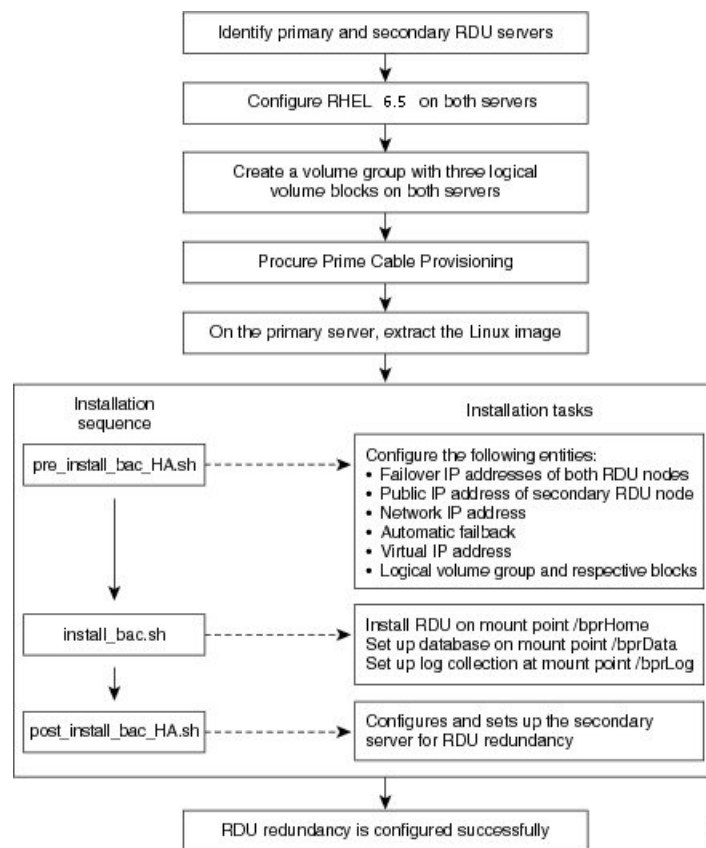 Identify primary and secondary RDU servers
Configure RHEL 6.5 on both servers
Create a volume group with three logical
volume blocks on both servers
Procure Prime Cable Provisioning
On the primary server, extract the Linux image
Installation
sequence
Installation tasks
pre_install_bac_HA.sh
Configure the following entities:
• Failover IP addresses of both RDU nodes
• Public IP address of secondary RDU node
• Network IP address
• Automatic failback
• Virtual IP address
• Logical volume group and respective blocks
install_bac.sh
Install RDU on mount point /bprHome
Set up database on mount point /bprData
Set up log collection at mount point /bprLog
post_install_bac_HA.sh
Configures and sets up the secondary
server for RDU redundancy
RDU redundancy is configured successfully